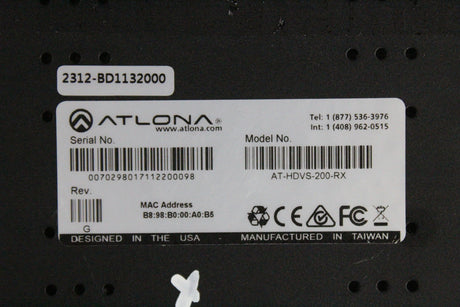 2312-BD1132000
ATLONA®
www.atlona.com
Tel: 1 (877) 536-3976
Int: 1 (408) 962-0515
Serial No.
0070298017112200098
Model No.
AT-HDVS-200-RX
Rev.
G
MAC Address
B8:98:B0:00:A0:B5
CE FC
DESIGNED IN THE USA
MANUFACTURED IN TAIWAN